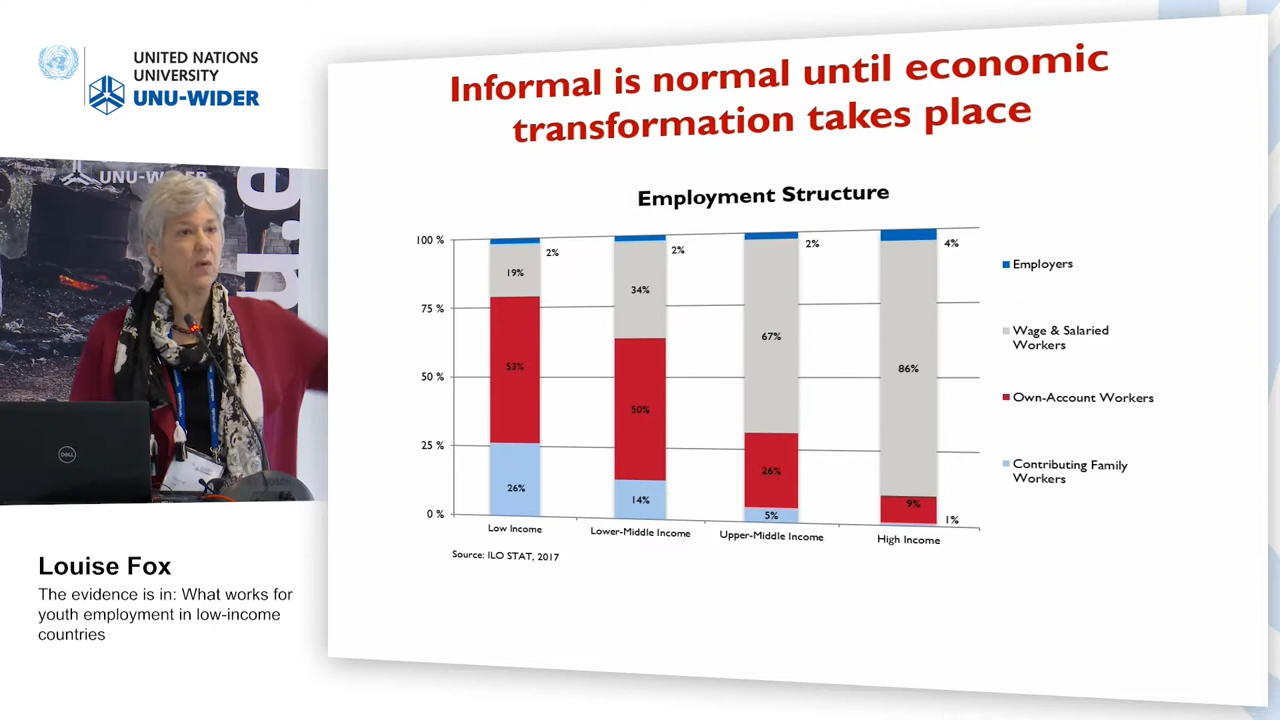 UNITED NATIONS
UNIVERSITY
UNU-WIDER
UNU-WIDER
DELL
BOSCH
Louise Fox
The evidence is in: What works for
youth employment in low-income
countries
Informal is normal until economic
transformation takes place
Employment Structure
100 %
75 %
50 %
25 %
0 %
2%
19%
53%
26%
2%
34%
50%
14%
2%
67%
26%
5%
4%
86%
9%
1%
Low Income
Lower-Middle Income
Upper-Middle Income
High Income
Employers
Wage & Salaried
Workers
Own-Account Workers
Contributing Family
Workers
Source: ILO STAT, 2017